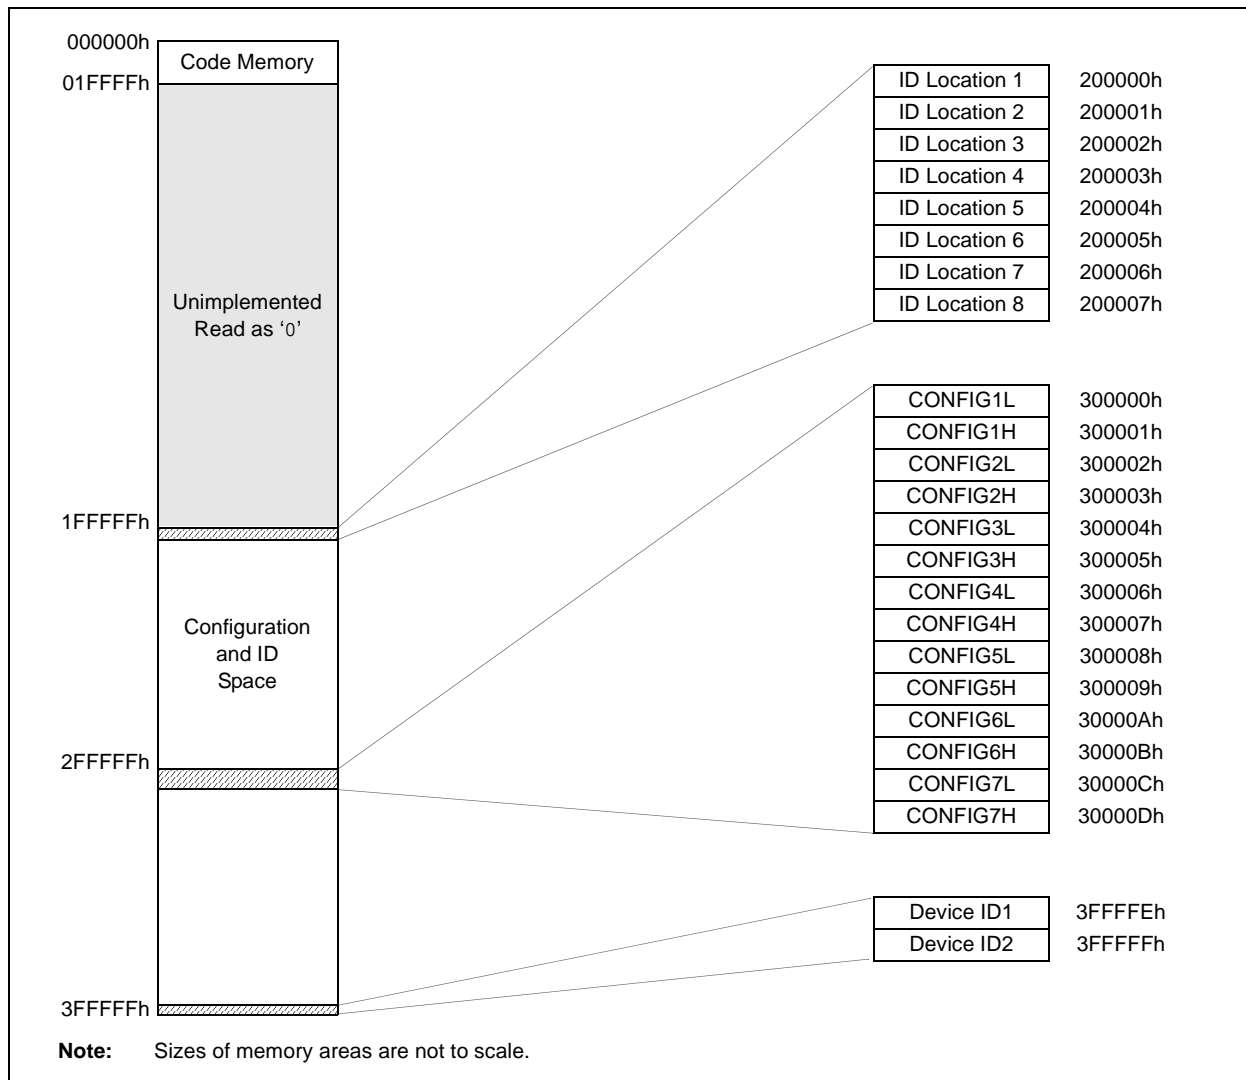 000000h
Code Memory
01FFFFh
Unimplemented
Read as ‘0’
1FFFFFh
Configuration
and ID
Space
2FFFFFh
3FFFFFh
ID Location 1 200000h
ID Location 2 200001h
ID Location 3 200002h
ID Location 4 200003h
ID Location 5 200004h
ID Location 6 200005h
ID Location 7 200006h
ID Location 8 200007h
CONFIG1L 300000h
CONFIG1H 300001h
CONFIG2L 300002h
CONFIG2H 300003h
CONFIG3L 300004h
CONFIG3H 300005h
CONFIG4L 300006h
CONFIG4H 300007h
CONFIG5L 300008h
CONFIG5H 300009h
CONFIG6L 30000Ah
CONFIG6H 30000Bh
CONFIG7L 30000Ch
CONFIG7H 30000Dh
Device ID1 3FFFFEh
Device ID2 3FFFFFh
Note: Sizes of memory areas are not to scale.